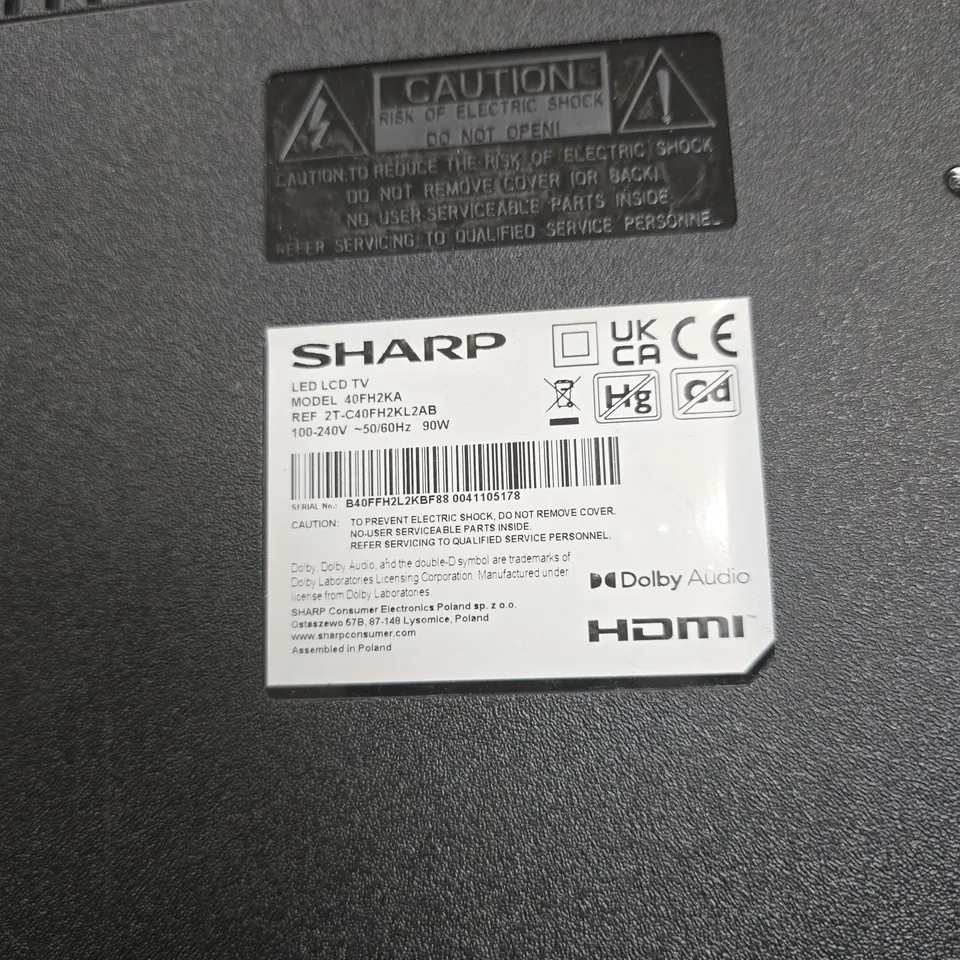 CAUTION
RISK OF ELECTRIC SHOCK
DO NOT OPEN!
CAUTION:TO REDUCE THE RISK OF ELECTRIC SHOCK
DO NOT REMOVE COVER (OR BACK)
NO USER SERVICEABLE PARTS INSIDE
REFER SERVICING TO QUALIFIED SERVICE PERSONNEL
SHARP
UK
CA
CE
LED LCD TV
MODEL 40FH2KA
REF 2T-C40FH2KL2AB
100-240V ~50/60Hz 90W
Hg
Cd
SERIAL No.: B40FFH2L2KBF88 0041105178
CAUTION: TO PREVENT ELECTRIC SHOCK, DO NOT REMOVE COVER.
NO-USER SERVICEABLE PARTS INSIDE.
REFER SERVICING TO QUALIFIED SERVICE PERSONNEL.
Dolby, Dolby Audio, and the double-D symbol are trademarks of
Dolby Laboratories Licensing Corporation. Manufactured under
license from Dolby Laboratories.
Dolby Audio
SHARP Consumer Electronics Poland sp. z o.o.
Ostaszewo 57B, 87-148 Lysomice, Poland
www.sharpconsumer.com
Assembled in Poland
HDMI™